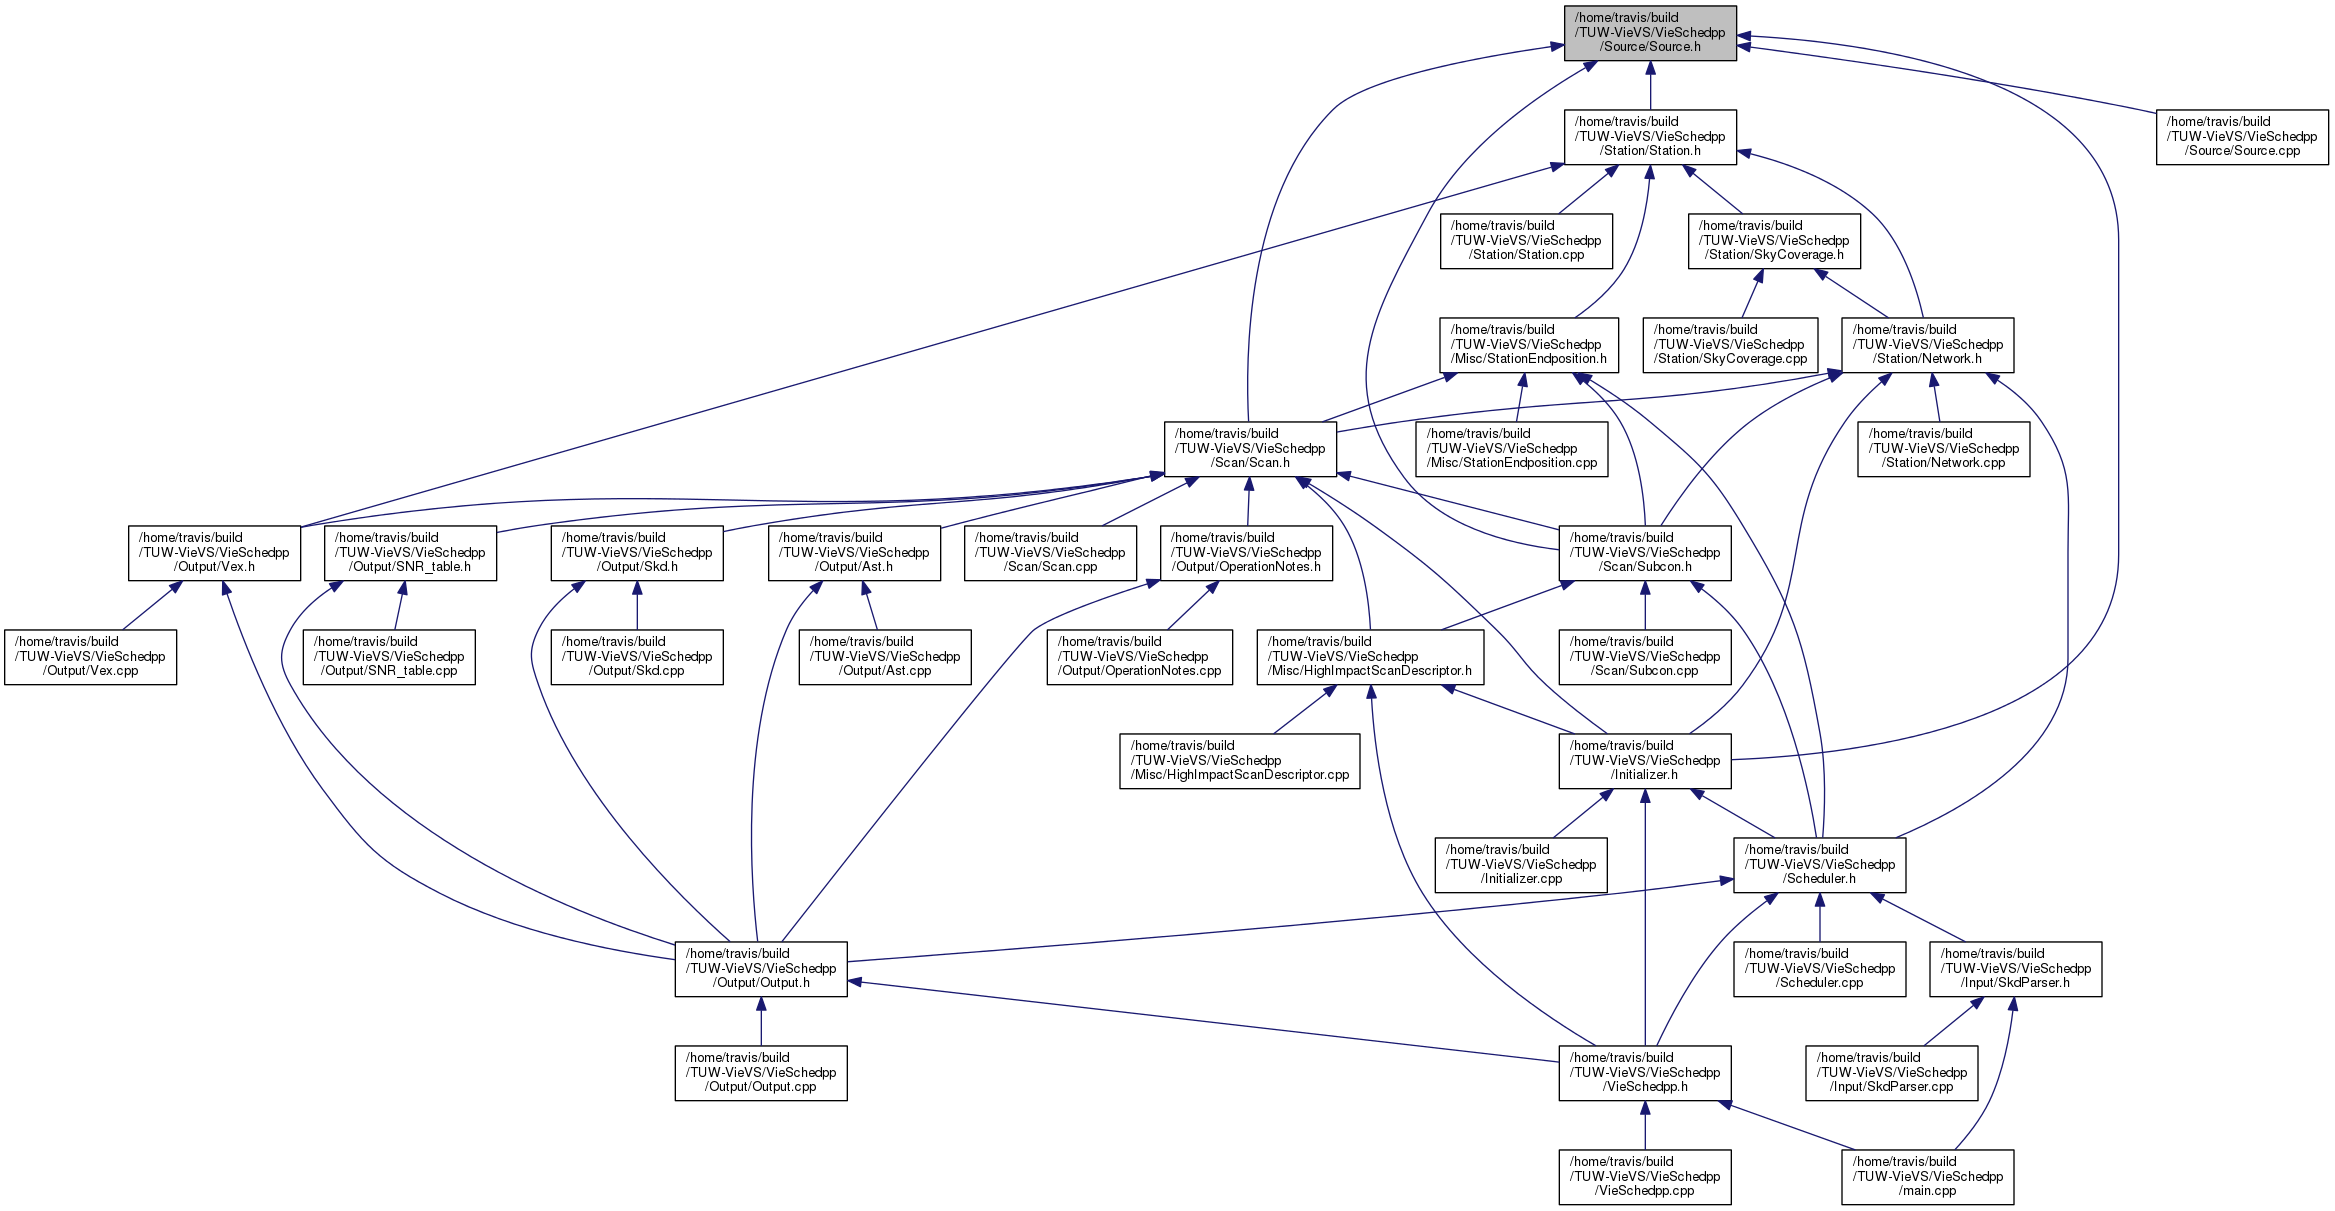 /home/travis/build
/TUW-VieVS/VieSchedpp
/Source/Source.h
/home/travis/build
/TUW-VieVS/VieSchedpp
/Station/Station.h
/home/travis/build
/TUW-VieVS/VieSchedpp
/Source/Source.cpp
/home/travis/build
/TUW-VieVS/VieSchedpp
/Station/Station.cpp
/home/travis/build
/TUW-VieVS/VieSchedpp
/Station/SkyCoverage.h
/home/travis/build
/TUW-VieVS/VieSchedpp
/Misc/StationEndposition.h
/home/travis/build
/TUW-VieVS/VieSchedpp
/Station/SkyCoverage.cpp
/home/travis/build
/TUW-VieVS/VieSchedpp
/Station/Network.h
/home/travis/build
/TUW-VieVS/VieSchedpp
/Scan/Scan.h
/home/travis/build
/TUW-VieVS/VieSchedpp
/Misc/StationEndposition.cpp
/home/travis/build
/TUW-VieVS/VieSchedpp
/Station/Network.cpp
/home/travis/build
/TUW-VieVS/VieSchedpp
/Output/Vex.h
/home/travis/build
/TUW-VieVS/VieSchedpp
/Output/SNR_table.h
/home/travis/build
/TUW-VieVS/VieSchedpp
/Output/Skd.h
/home/travis/build
/TUW-VieVS/VieSchedpp
/Output/Ast.h
/home/travis/build
/TUW-VieVS/VieSchedpp
/Scan/Scan.cpp
/home/travis/build
/TUW-VieVS/VieSchedpp
/Output/OperationNotes.h
/home/travis/build
/TUW-VieVS/VieSchedpp
/Scan/Subcon.h
/home/travis/build
/TUW-VieVS/VieSchedpp
/Output/Vex.cpp
/home/travis/build
/TUW-VieVS/VieSchedpp
/Output/SNR_table.cpp
/home/travis/build
/TUW-VieVS/VieSchedpp
/Output/Skd.cpp
/home/travis/build
/TUW-VieVS/VieSchedpp
/Output/Ast.cpp
/home/travis/build
/TUW-VieVS/VieSchedpp
/Output/OperationNotes.cpp
/home/travis/build
/TUW-VieVS/VieSchedpp
/Misc/HighImpactScanDescriptor.h
/home/travis/build
/TUW-VieVS/VieSchedpp
/Scan/Subcon.cpp
/home/travis/build
/TUW-VieVS/VieSchedpp
/Misc/HighImpactScanDescriptor.cpp
/home/travis/build
/TUW-VieVS/VieSchedpp
/Initializer.h
/home/travis/build
/TUW-VieVS/VieSchedpp
/Initializer.cpp
/home/travis/build
/TUW-VieVS/VieSchedpp
/Scheduler.h
/home/travis/build
/TUW-VieVS/VieSchedpp
/Output/Output.h
/home/travis/build
/TUW-VieVS/VieSchedpp
/Scheduler.cpp
/home/travis/build
/TUW-VieVS/VieSchedpp
/Input/SkdParser.h
/home/travis/build
/TUW-VieVS/VieSchedpp
/Output/Output.cpp
/home/travis/build
/TUW-VieVS/VieSchedpp
/VieSchedpp.h
/home/travis/build
/TUW-VieVS/VieSchedpp
/Input/SkdParser.cpp
/home/travis/build
/TUW-VieVS/VieSchedpp
/VieSchedpp.cpp
/home/travis/build
/TUW-VieVS/VieSchedpp
/main.cpp